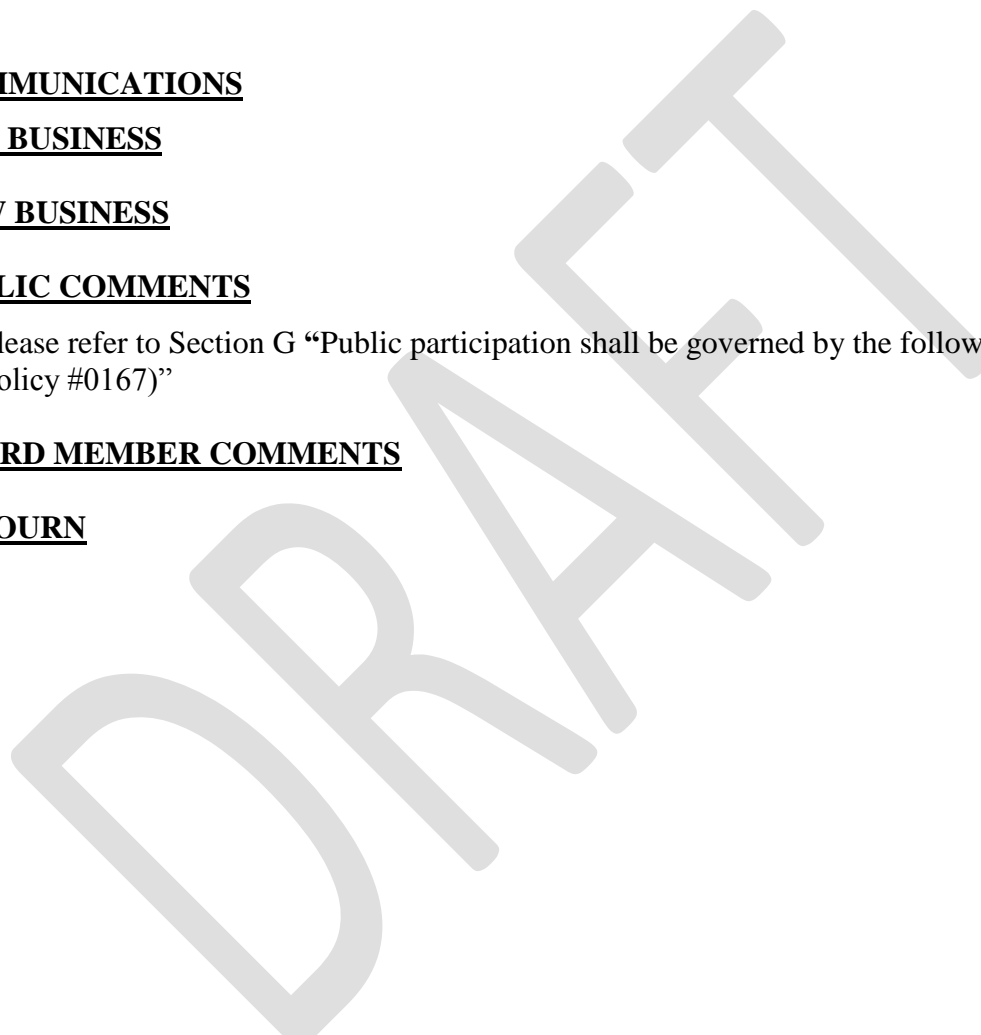 MMUNICATIONS
BUSINESS
BUSINESS
LIC COMMENTS
lease refer to Section G “Public participation shall be governed by the follow
olicy #0167)”
RD MEMBER COMMENTS
OURN
DRAFT